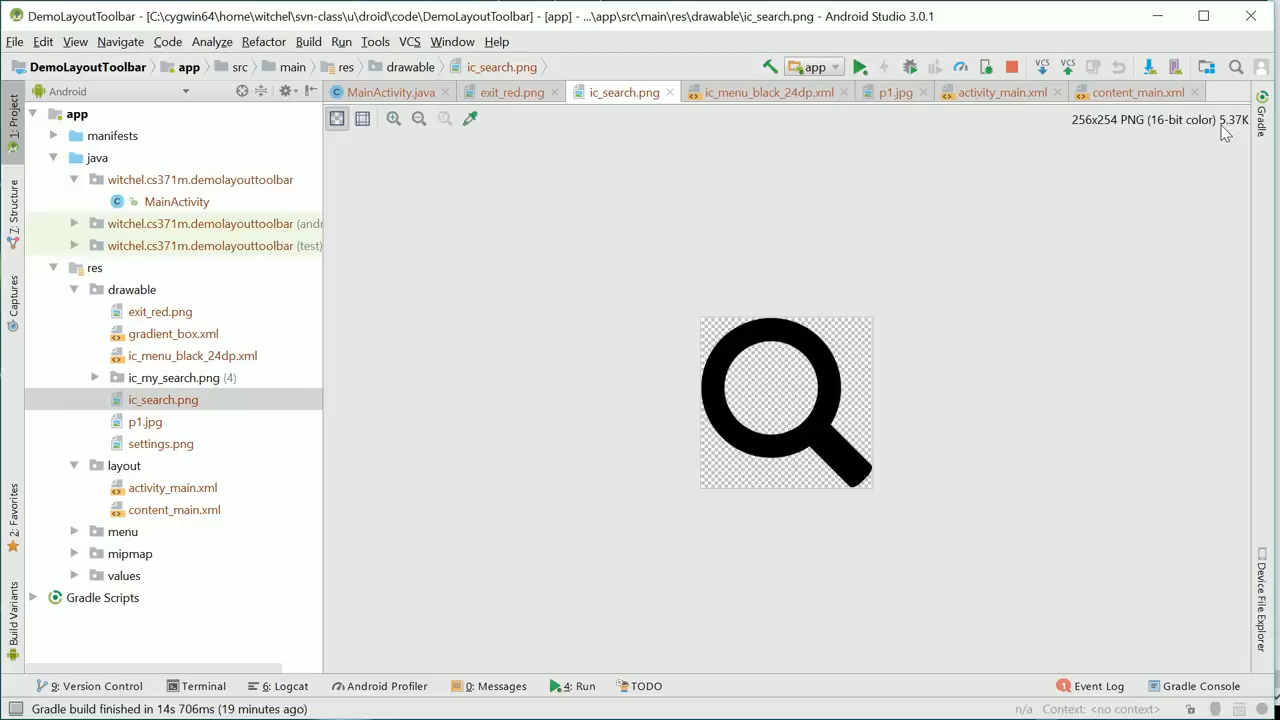 DemoLayoutToolbar - [C:\cygwin64\home\witchel\svn-class\u\droid\code\DemoLayoutToolbar] - [app] - ...\app\src\main\res\drawable\ic_search.png - Android Studio 3.0.1
File Edit View Navigate Code Analyze Refactor Build Run Tools VCS Window Help
DemoLayoutToolbar app src main res drawable ic_search.png app VCS VCS
Android
MainActivity.java exit_red.png ic_search.png ic_menu_black_24dp.xml p1.jpg activity_main.xml content_main.xml
256x254 PNG (16-bit color) 5.37K
1: Project
Z: Structure
Captures
2: Favorites
Build Variants
app
manifests
java
witchel.cs371m.demolayouttoolbar
MainActivity
witchel.cs371m.demolayouttoolbar (andr
witchel.cs371m.demolayouttoolbar (test)
res
drawable
exit_red.png
gradient_box.xml
ic_menu_black_24dp.xml
ic_my_search.png (4)
ic_search.png
p1.jpg
settings.png
layout
activity_main.xml
content_main.xml
menu
mipmap
values
Gradle Scripts
Gradle
Device File Explorer
9: Version Control Terminal 6: Logcat Android Profiler 0: Messages 4: Run TODO 1 Event Log Gradle Console
Gradle build finished in 14s 706ms (19 minutes ago) n/a Context: <no context>